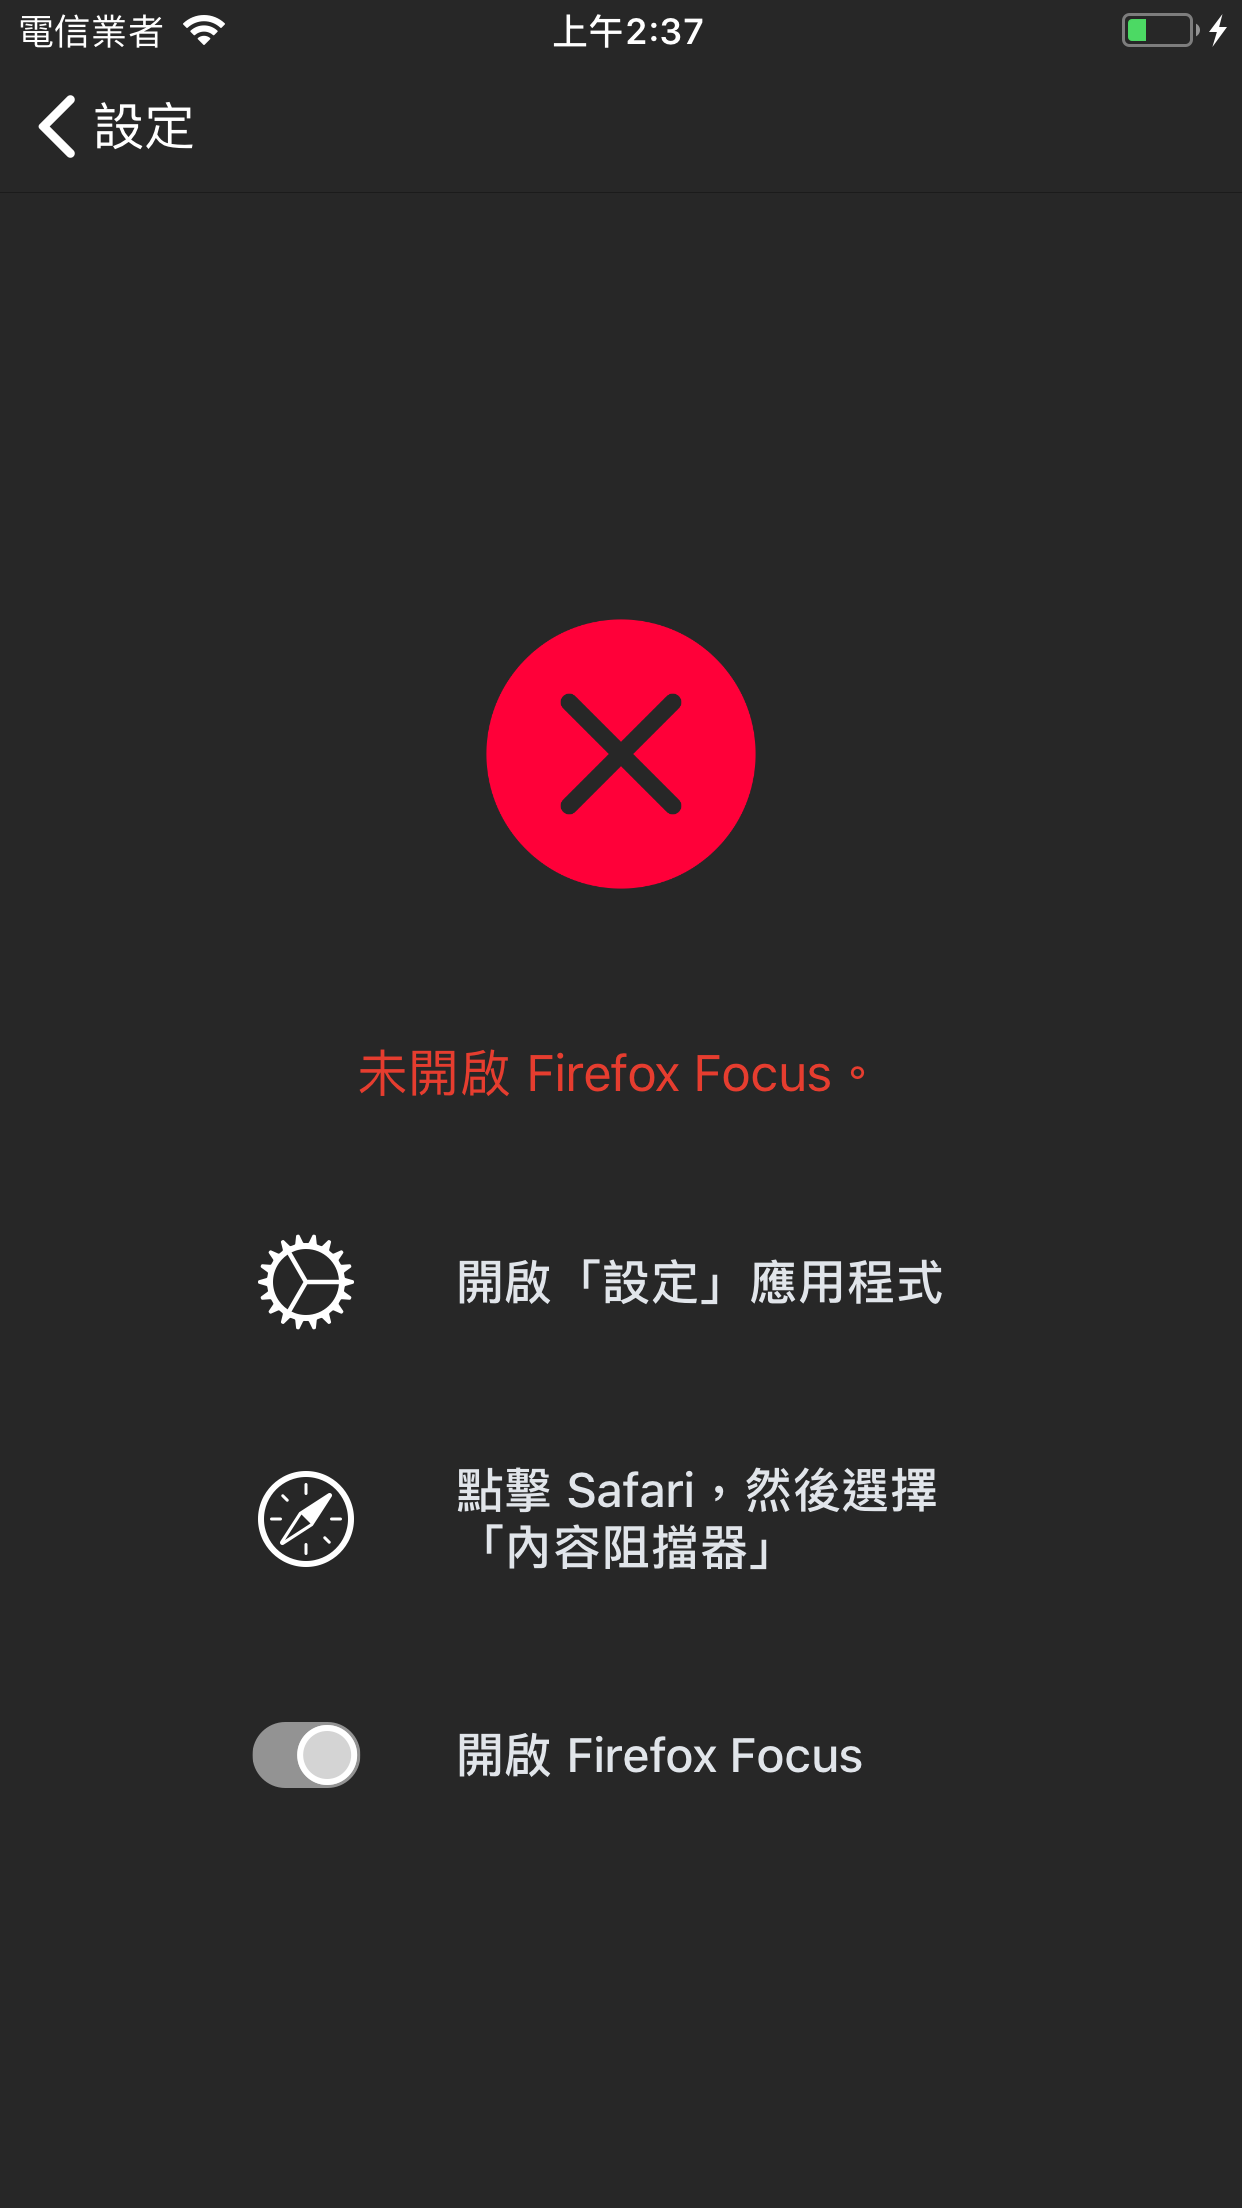 電信業者
上午2:37
設定
未開啟 Firefox Focus。
開啟「設定」應用程式
點擊 Safari，然後選擇
「內容阻擋器」
開啟 Firefox Focus